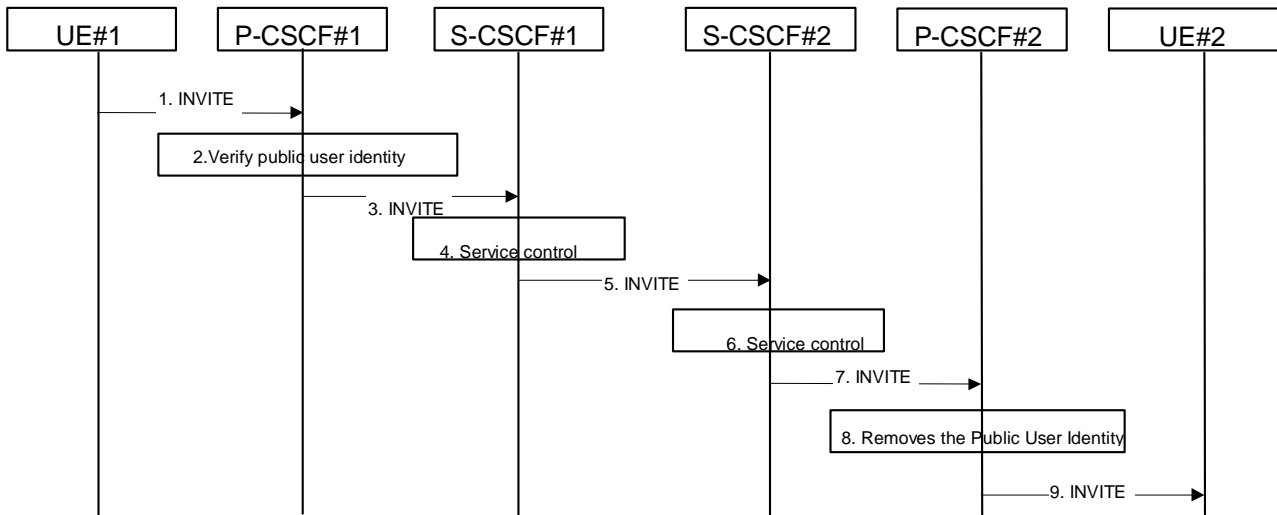 UE#1
P-CSCF#1
S-CSCF#1
S-CSCF#2
P-CSCF#2
UE#2
1. INVITE
2.Verify public user identity
3. INVITE
4. Service control
5. INVITE
6. Service control
7. INVITE
8. Removes the Public User Identity
9. INVITE